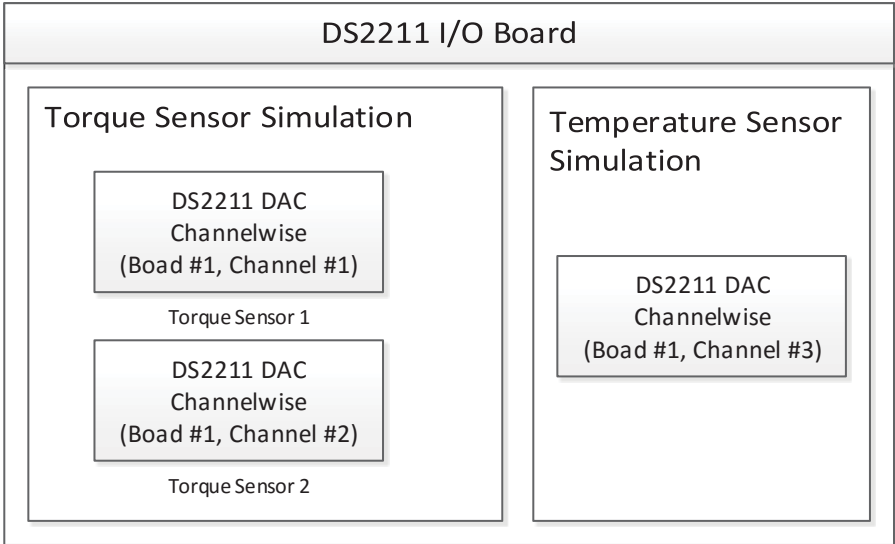 DS2211 I/O Board
Torque Sensor Simulation
DS2211 DAC
Channelwise
(Boad #1, Channel #1)
Torque Sensor 1
DS2211 DAC
Channelwise
(Boad #1, Channel #2)
Torque Sensor 2
Temperature Sensor
Simulation
DS2211 DAC
Channelwise
(Boad #1, Channel #3)